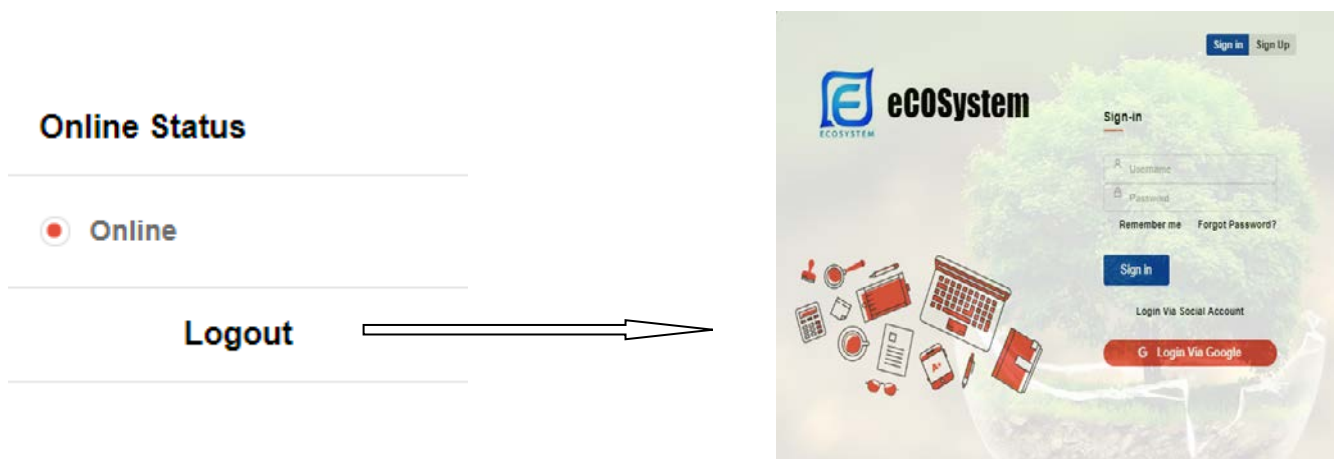 Online Status
Online
Logout
Sign in Sign Up
eCOSystem
ECOSYSTEM
Sign-in
Username
Password
Remember me Forgot Password?
Sign in
Login Via Social Account
G Login Via Google
A+